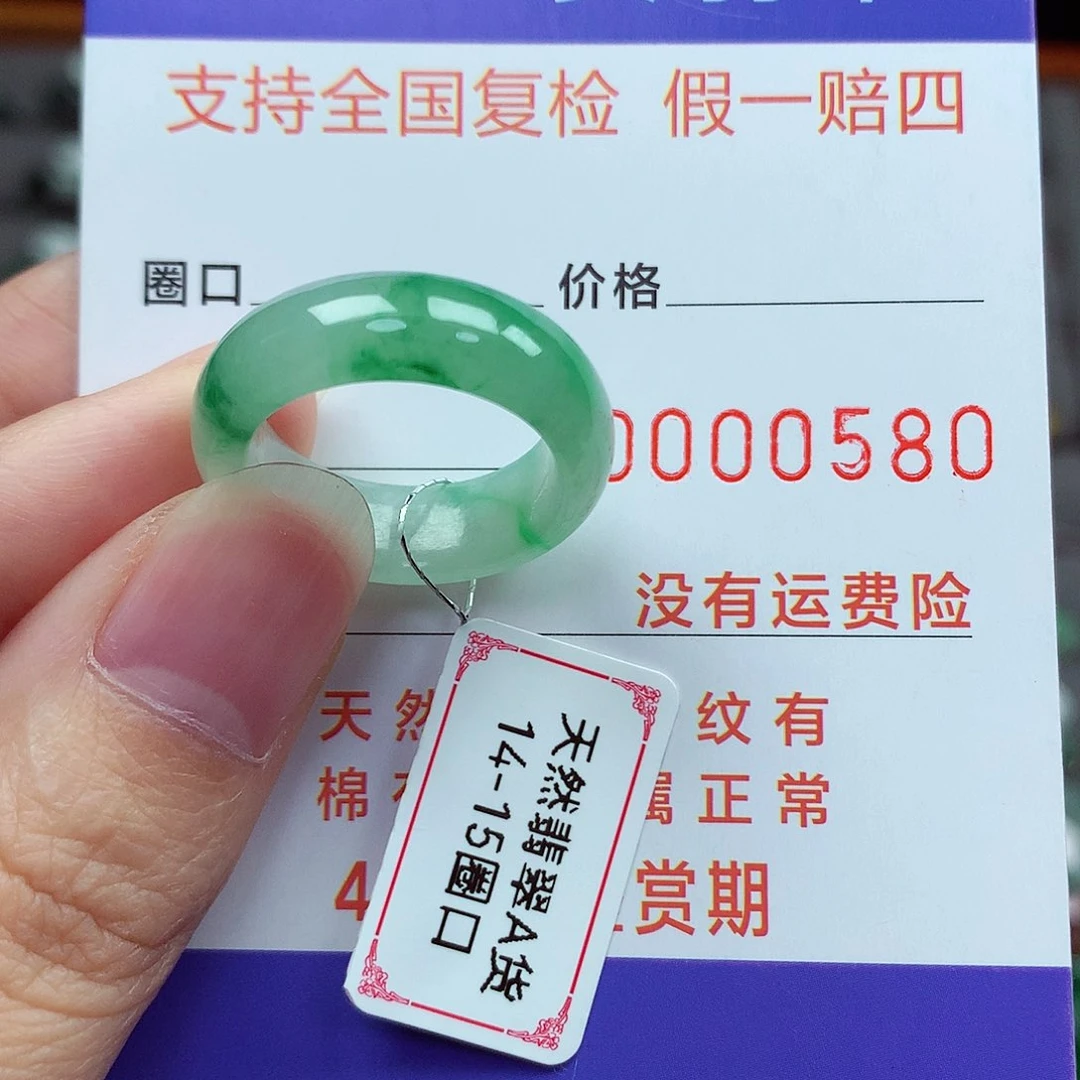 支持全国复检 假一赔四
圈口 价格
0000580
没有运费险
天然 纹有
棉 属正常
4 赏期
天然翡翠A货
14-15圈口